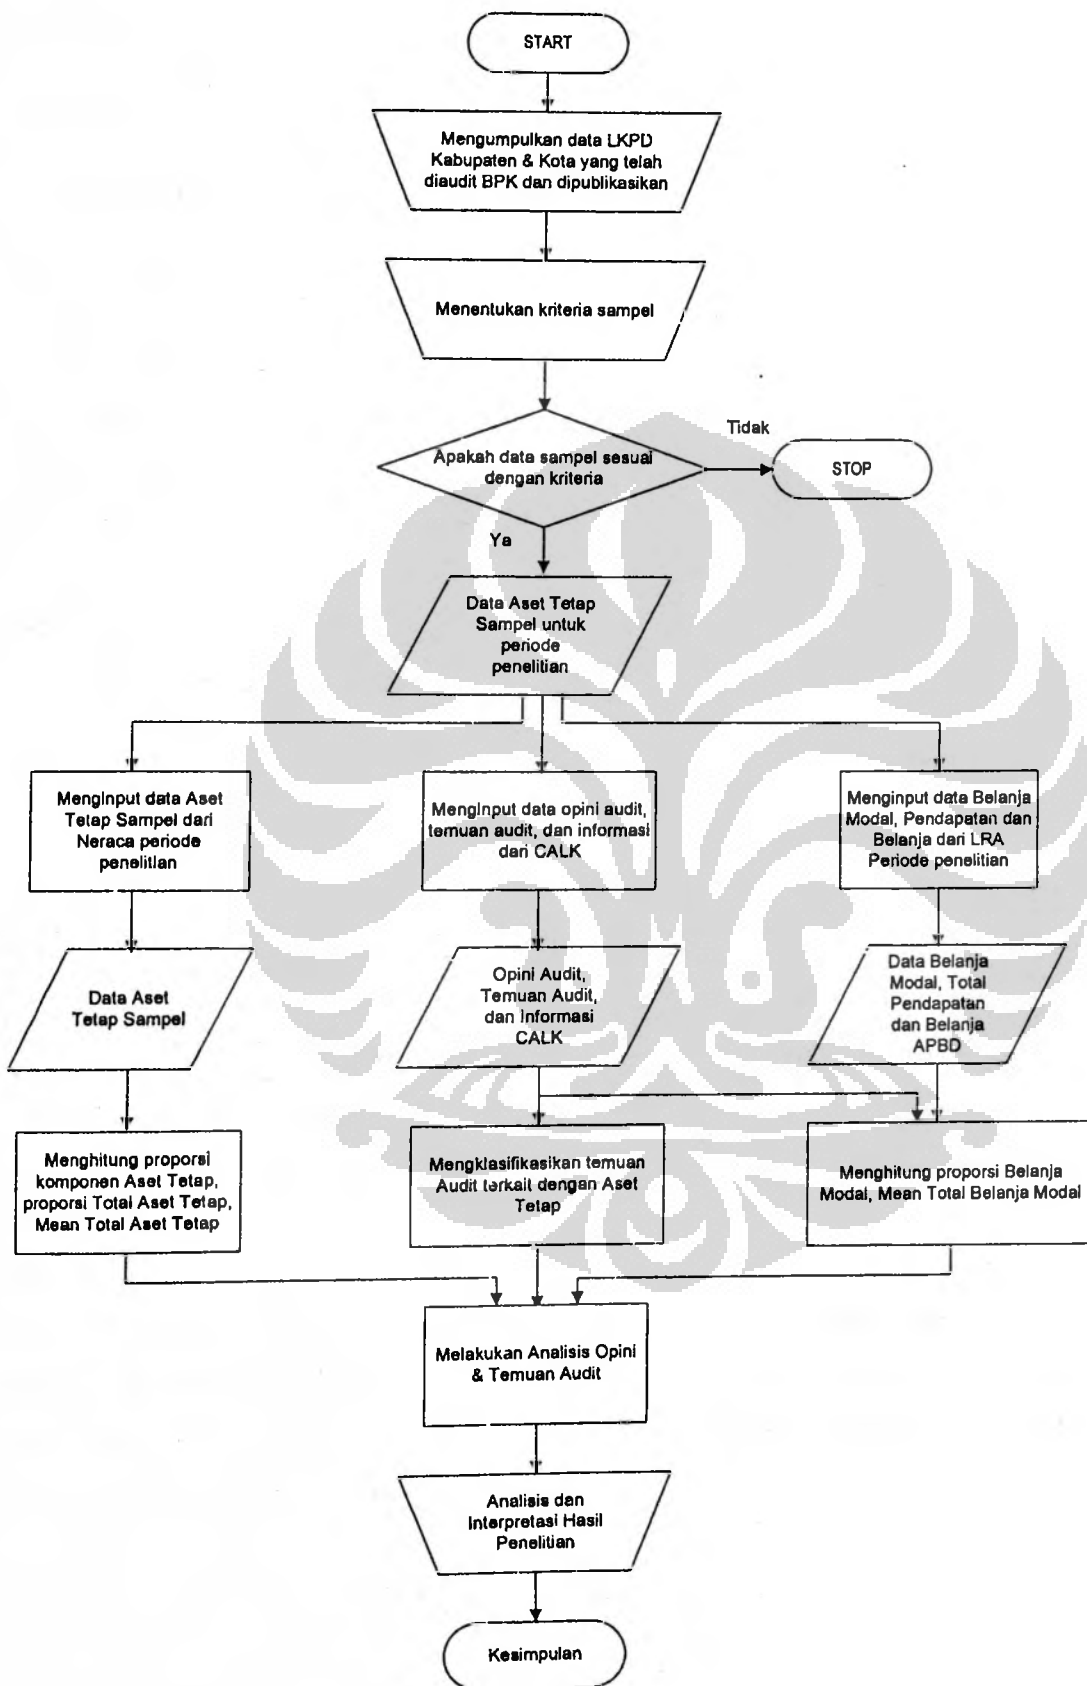 START
Mengumpulkan data LKPD
Kabupaten & Kota yang telah
diaudit BPK dan dipublikasikan
Menentukan kriteria sampel
Apakah data sampel sesuai
dengan kriteria
Tidak
STOP
Ya
Data Aset Tetap
Sampel untuk
periode
penelitian
Menginput data Aset
Tetap Sampel dari
Neraca periode
penelitian
Menginput data opini audit,
temuan audit, dan informasi
dari CALK
Menginput data Belanja
Modal, Pendapatan dan
Belanja dari LRA
Periode penelitian
Data Aset
Tetap Sampel
Opini Audit,
Temuan Audit,
dan Informasi
CALK
Data Belanja
Modal, Total
Pendapatan
dan Belanja
APBD
Menghitung proporsi
komponen Aset Tetap,
proporsi Total Aset Tetap,
Mean Total Aset Tetap
Mengklasifikasikan temuan
Audit terkait dengan Aset
Tetap
Menghitung proporsi Belanja
Modal, Mean Total Belanja Modal
Melakukan Analisis Opini
& Temuan Audit
Analisis dan
Interpretasi Hasil
Penelitian
Kesimpulan